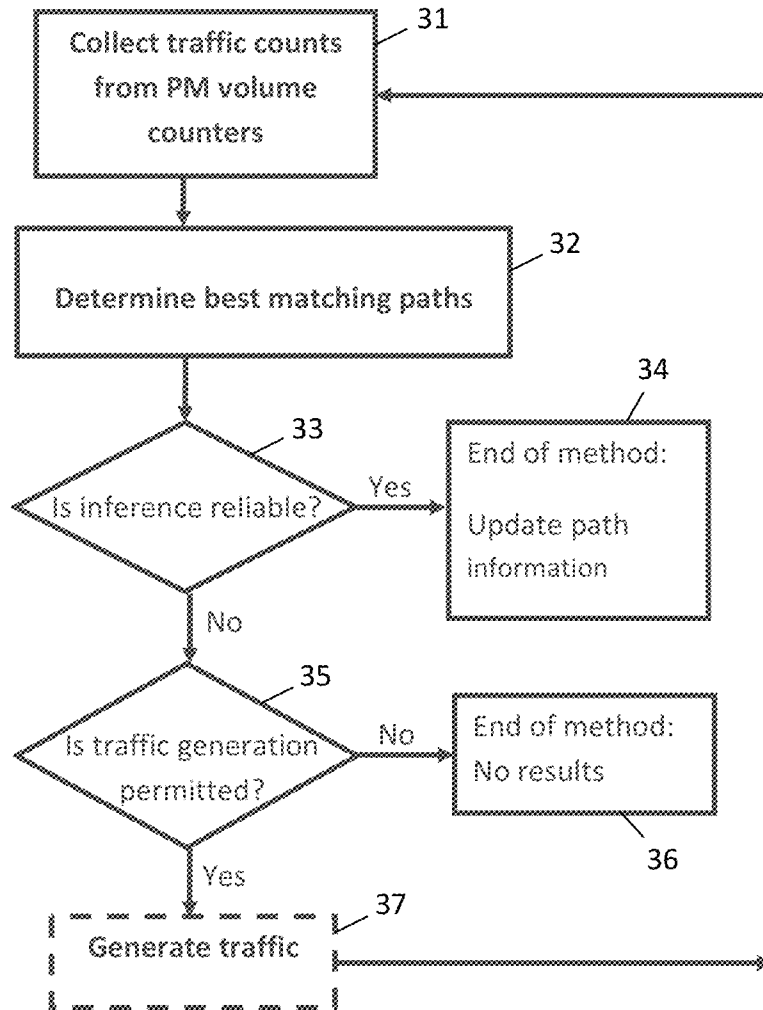 31
Collect traffic counts
from PM volume
counters
32
Determine best matching paths
33
Is inference reliable?
Yes
34
End of method:
Update path
information
No
35
Is traffic generation
permitted?
No
End of method:
No results
36
Yes
37
Generate traffic